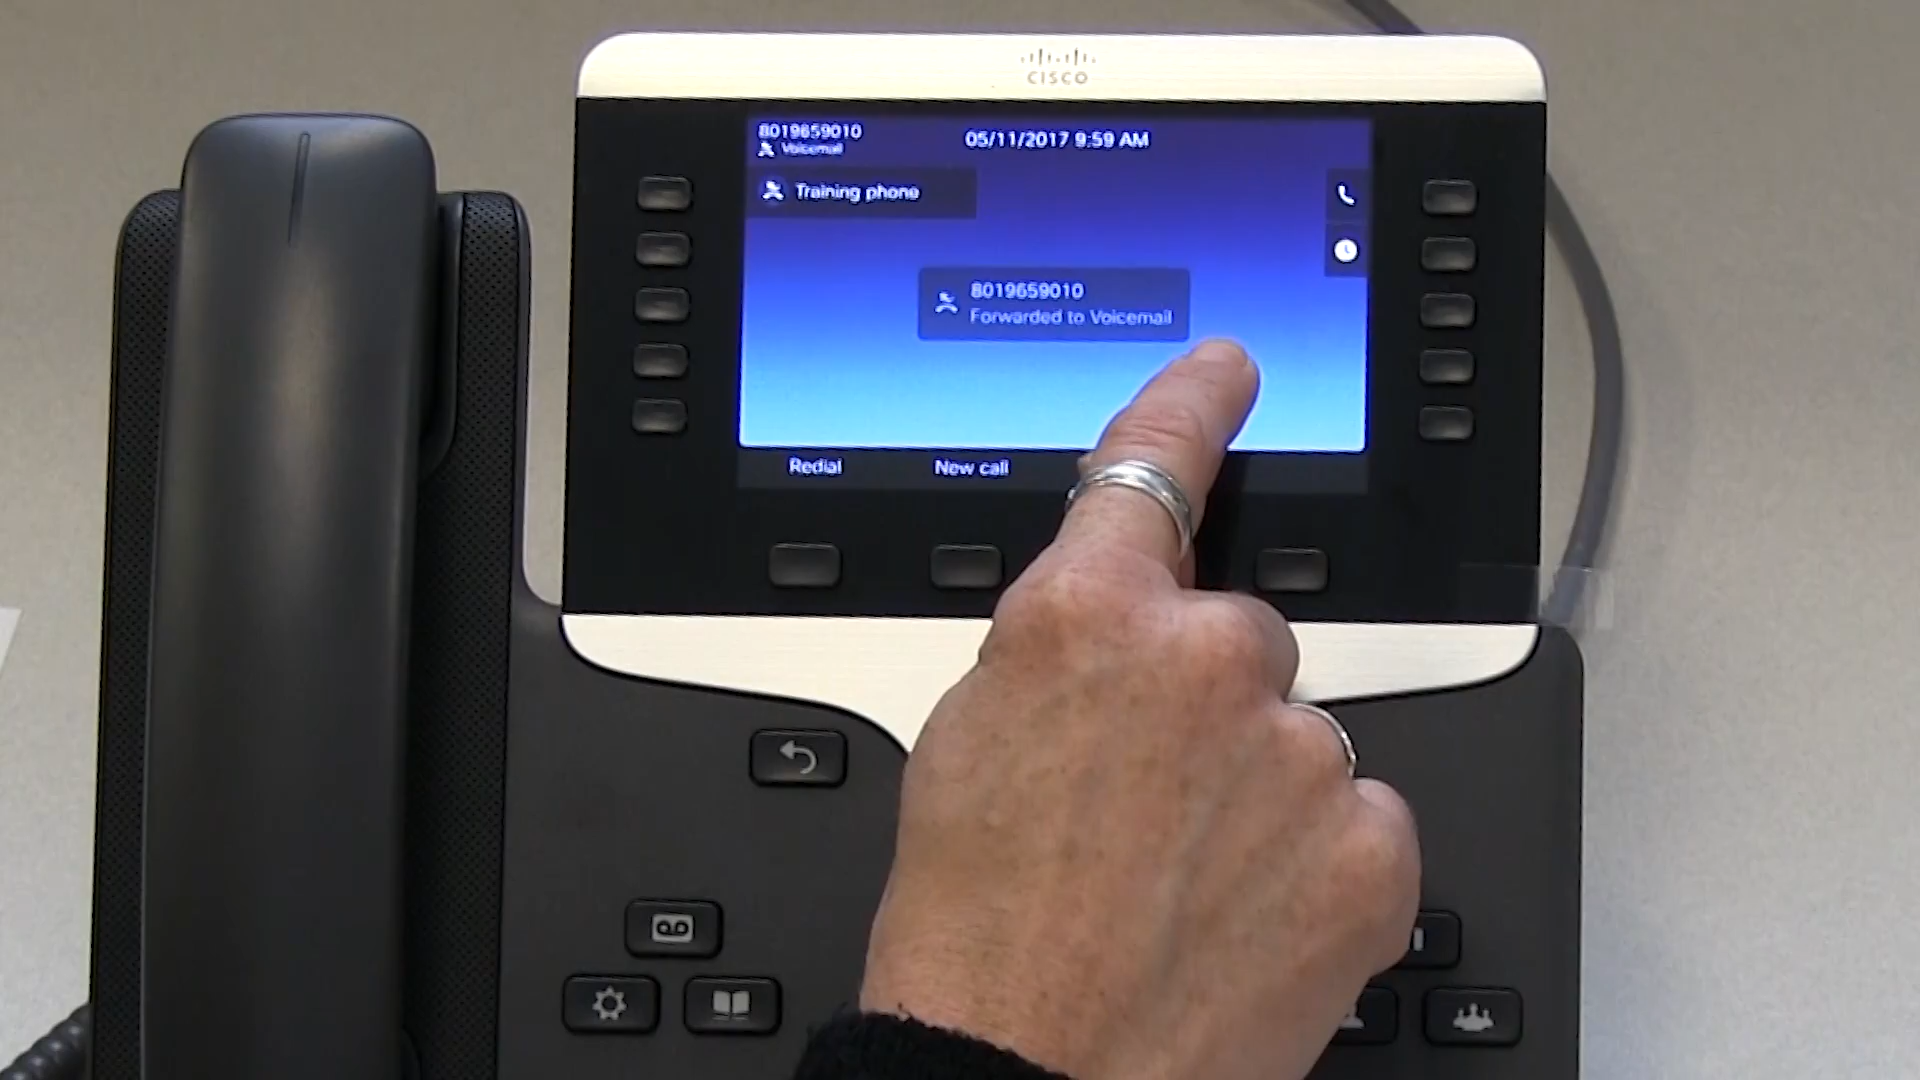 CISCO
8019659010
05/11/2017 9:59 AM
Voicemail
Training phone
8019659010
Forwarded to Voicemail
Redial
New call